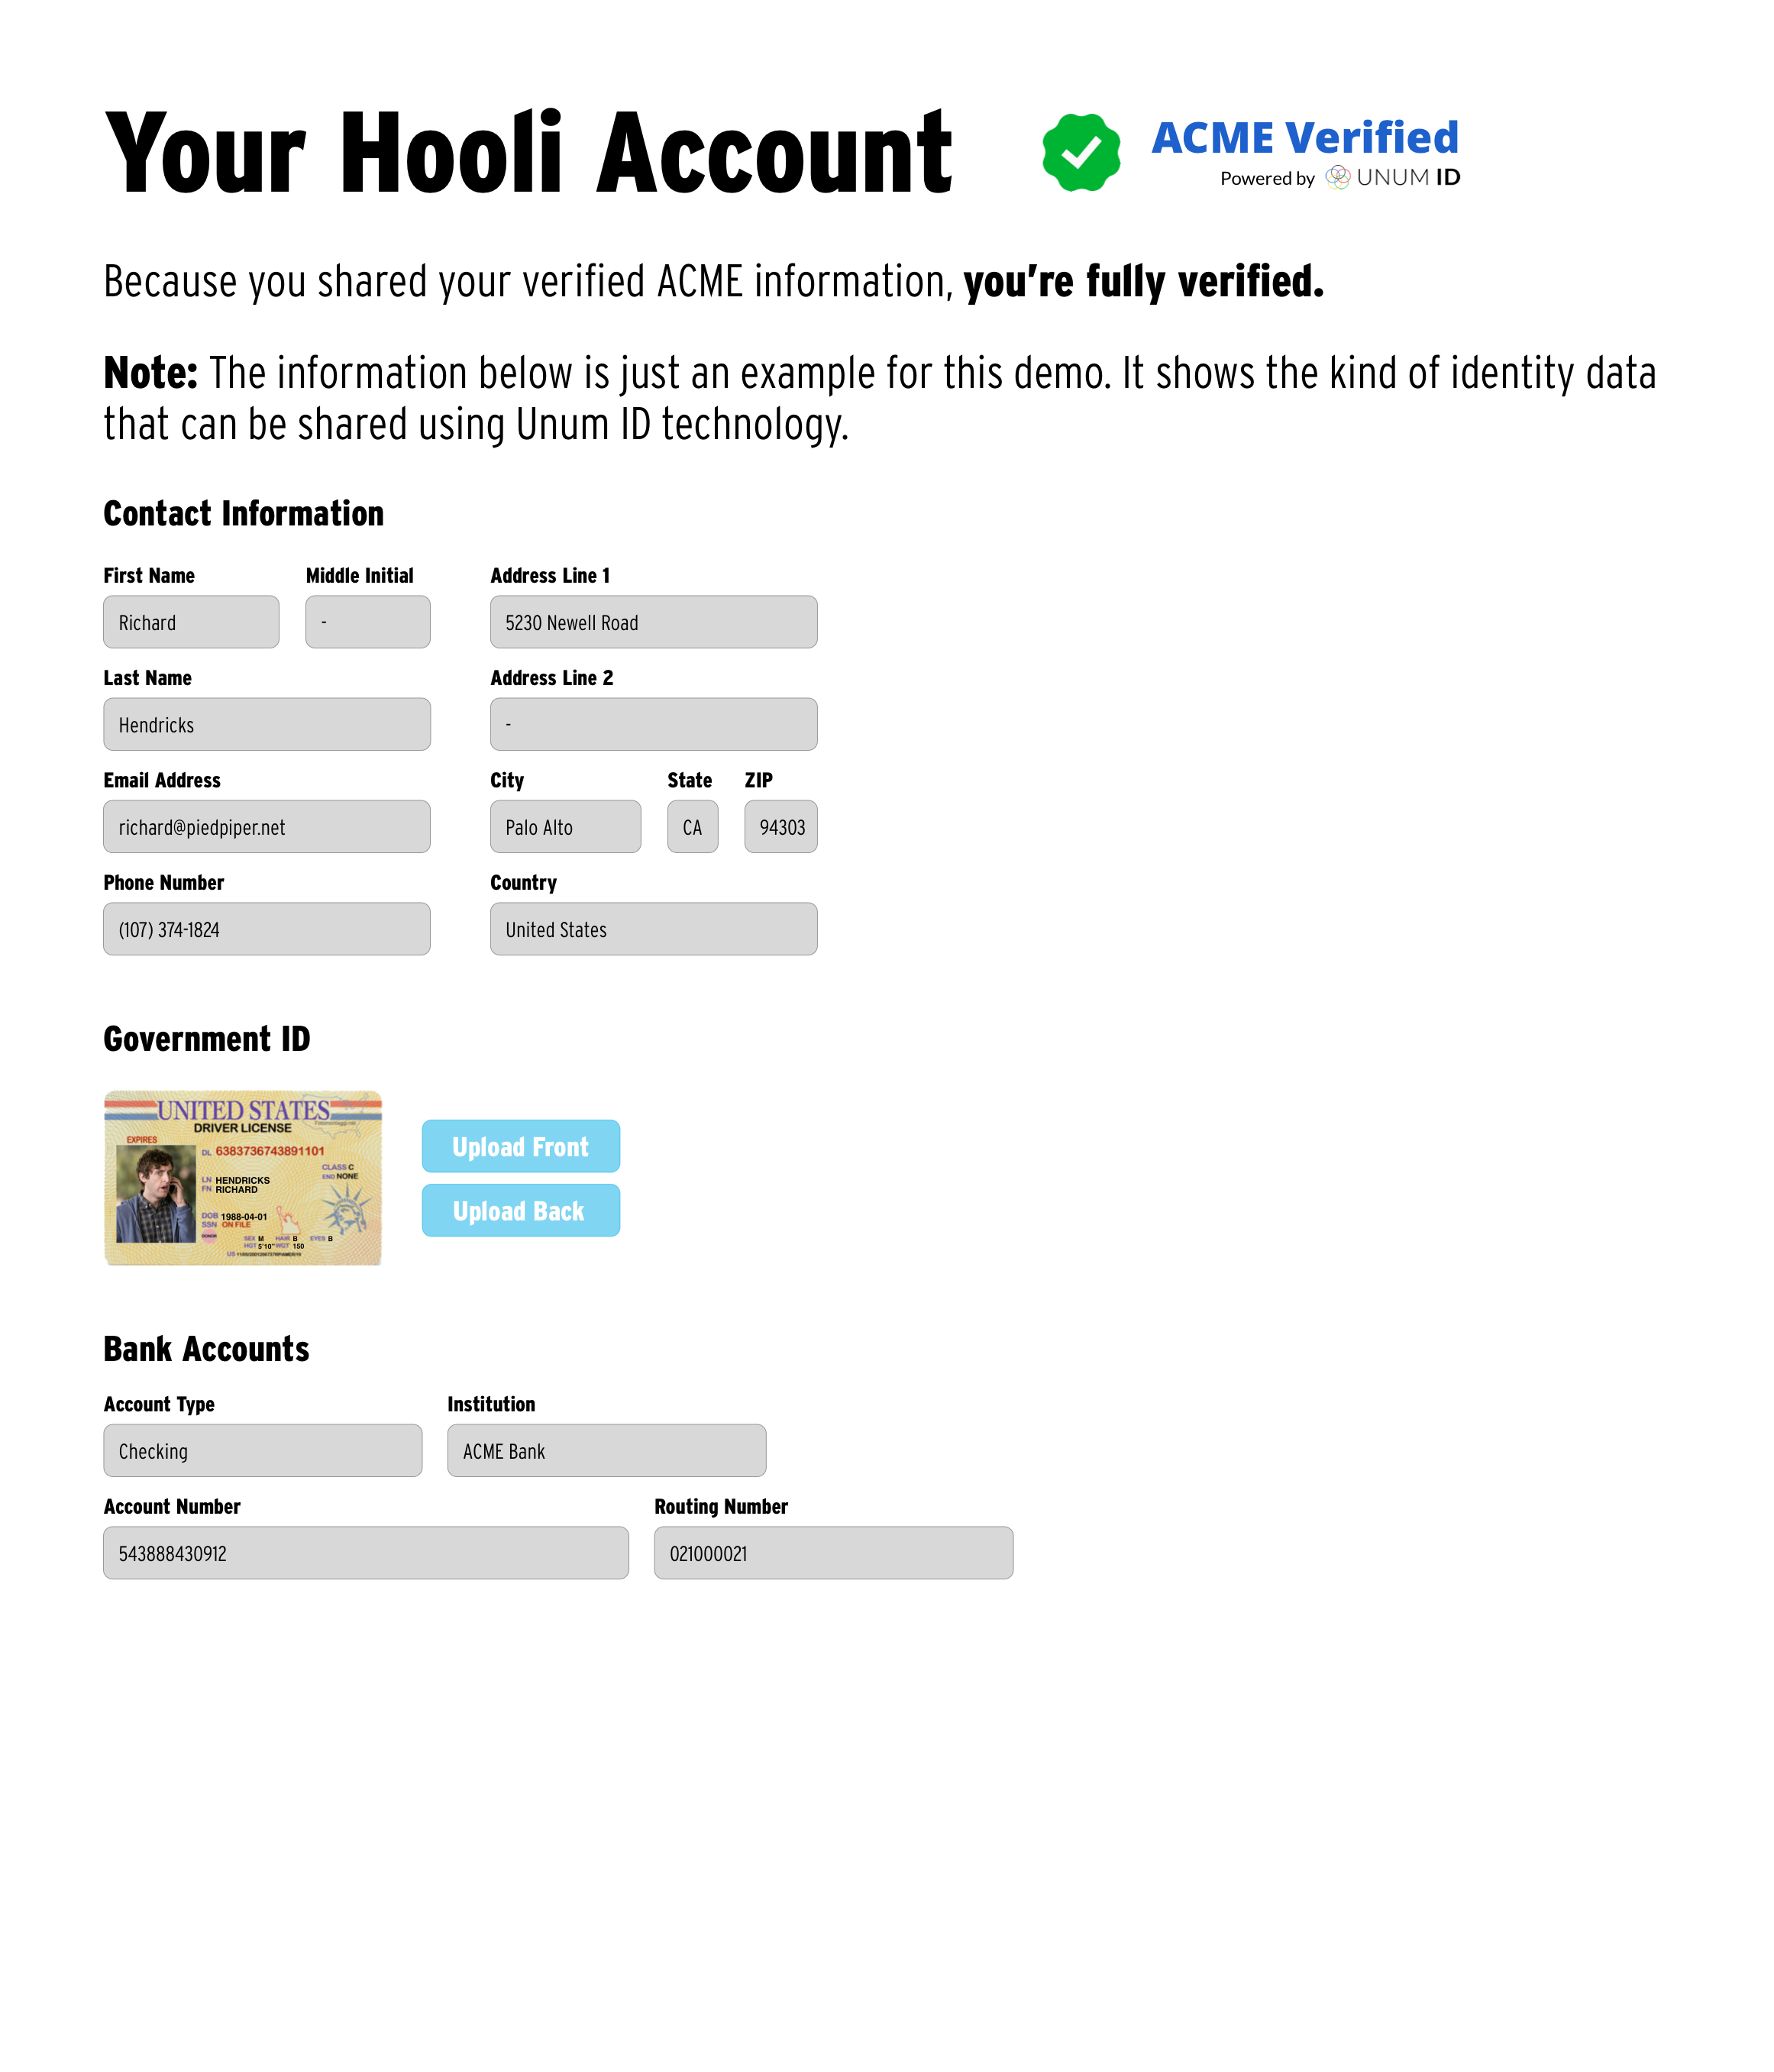 Your Hooli Account
ACME Verified
Powered by UNUM ID
Because you shared your verified ACME information, you're fully verified.
Note: The information below is just an example for this demo. It shows the kind of identity data
that can be shared using Unum ID technology.
Contact Information
First Name
Richard
Middle Initial
-
Last Name
Hendricks
Email Address
richard@piedpiper.net
Phone Number
(107) 374-1824
Address Line 1
5230 Newell Road
Address Line 2
-
City State ZIP
Palo Alto CA 94303
Country
United States
Government ID
UNITED STATES
DRIVER LICENSE
EXPIRES
DL 6383736743891101
CLASS C
END NONE
LN HENDRICKS
FN RICHARD
DOB 1988-04-01
SSN ON FILE
DONOR
SEX M HAIR B EYES B
HGT 5'10" WGT 150
US
Upload Front
Upload Back
Bank Accounts
Account Type Institution
Checking ACME Bank
Account Number Routing Number
543888430912 021000021